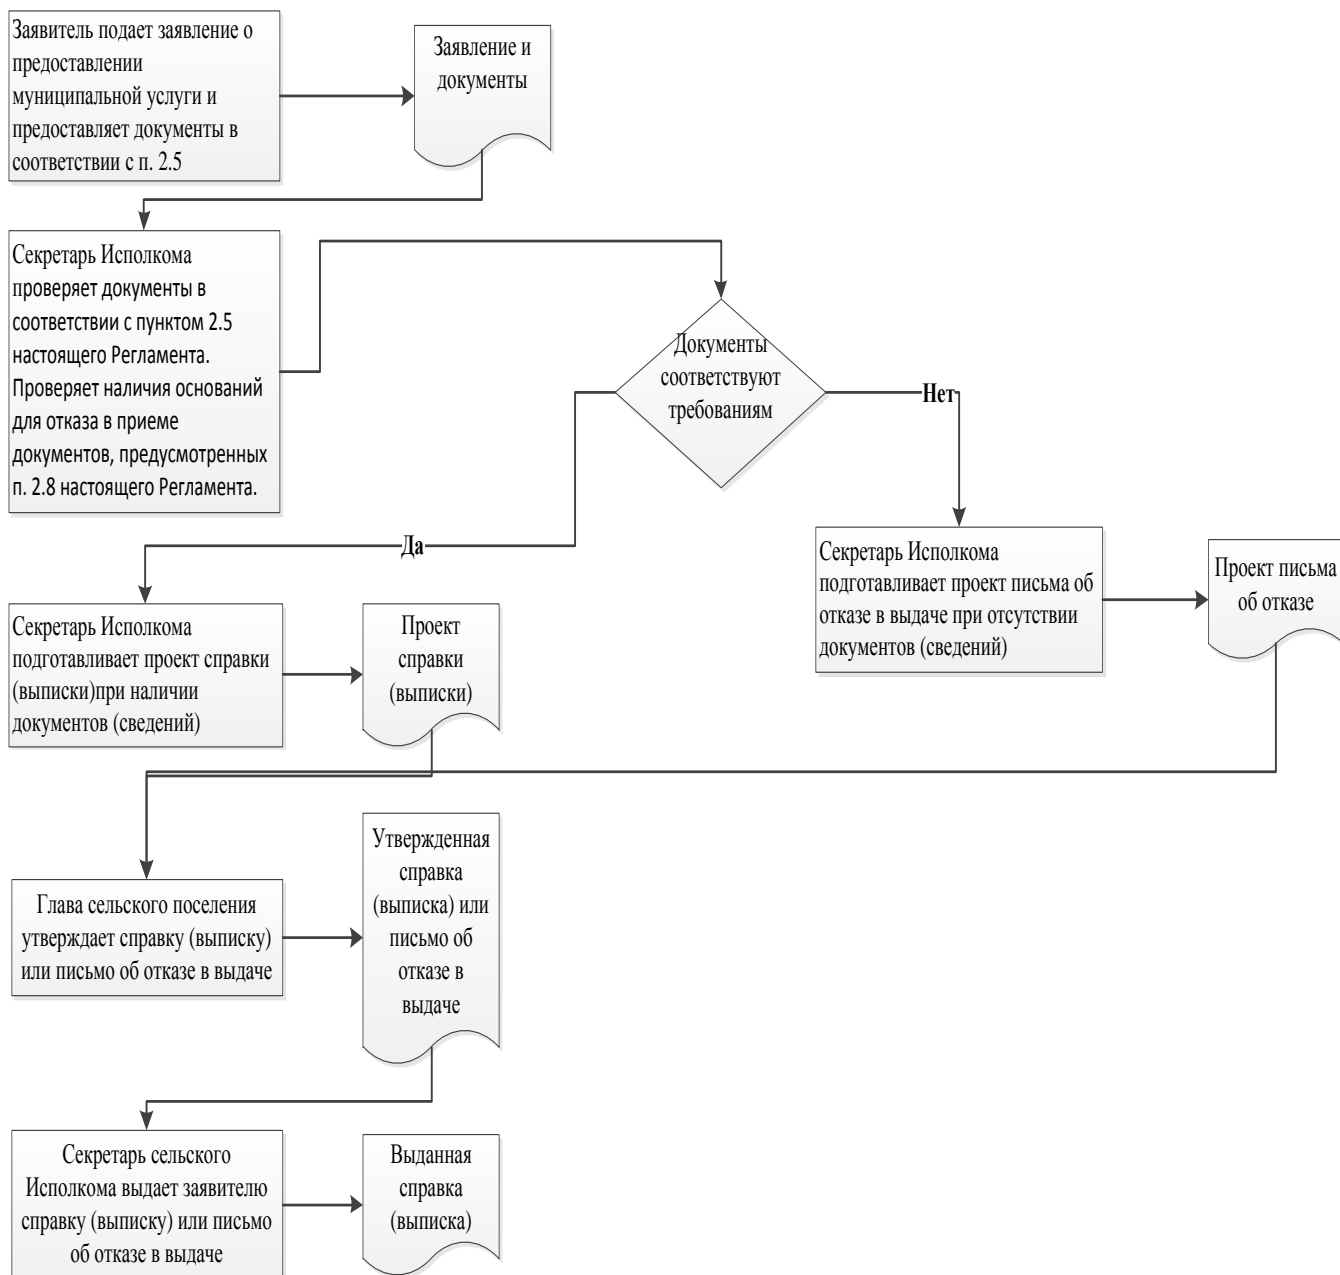 Заявитель подает заявление о
предоставлении
муниципальной услуги и
предоставляет документы в
соответствии с п. 2.5
Заявление и
документы
Секретарь Исполкома
проверяет документы в
соответствии с пунктом 2.5
настоящего Регламента.
Проверяет наличия оснований
для отказа в приеме
документов, предусмотренных
п. 2.8 настоящего Регламента.
Документы
соответствуют
требованиям
Нет
Да
Секретарь Исполкома
подготавливает проект письма об
отказе в выдаче при отсутствии
документов (сведений)
Проект письма
об отказе
Секретарь Исполкома
подготавливает проект справки
(выписки)при наличии
документов (сведений)
Проект
справки
(выписки)
Глава сельского поселения
утверждает справку (выписку)
или письмо об отказе в выдаче
Утвержденная
справка
(выписка) или
письмо об
отказе в
выдаче
Секретарь сельского
Исполкома выдает заявителю
справку (выписку) или письмо
об отказе в выдаче
Выданная
справка
(выписка)